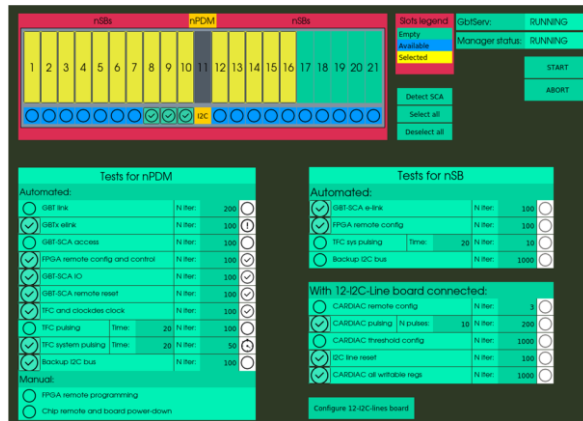 nSBs nPDM nSBs
1 2 3 4 5 6 7 8 9 10 11 12 13 14 15 16 17 18 19 20 21
I2C
Slots legend
Empty
Available
Selected
GbtServ: RUNNING
Manager status: RUNNING
START
ABORT
Detect SCA
Select all
Deselect all
Tests for nPDM
Automated:
GBT link N iter: 200
GBTx elink N iter: 100
GBT-SCA access N iter: 100
FPGA remote config and control N iter: 100
GBT-SCA IO N iter: 100
GBT-SCA remote reset N iter: 100
TFC and clockdes clock N iter: 100
TFC pulsing Time: 20 N iter: 100
TFC system pulsing Time: 20 N iter: 50
Backup I2C bus N iter: 100
Manual:
FPGA remote programming
Chip remote and board power-down
Tests for nSB
Automated:
GBT-SCA e-link N iter: 100
FPGA remote config N iter: 100
TFC sys pulsing Time: 20 N iter: 10
Backup I2C bus N iter: 1000
With 12-I2C-Line board connected:
CARDIAC remote config N iter: 3
CARDIAC pulsing N pulses: 10 N iter: 200
CARDIAC threshold config N iter: 1000
I2C line reset N iter: 100
CARDIAC all writable regs N iter: 1000
Configure 12-I2C-lines board